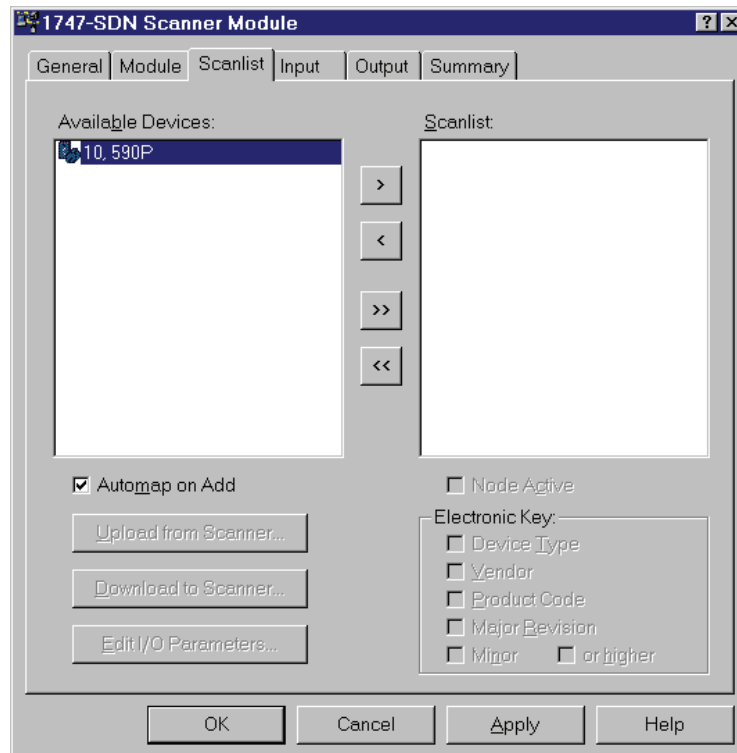 1747-SDN Scanner Module
General Module Scanlist Input Output Summary
Available Devices: Scanlist:
10, 590P
>
<
>>
<<
Automap on Add Node Active
Upload from Scanner... Electronic Key:
Device Type
Download to Scanner... Vendor
Product Code
Edit I/O Parameters... Major Revision
Minor or higher
OK Cancel Apply Help